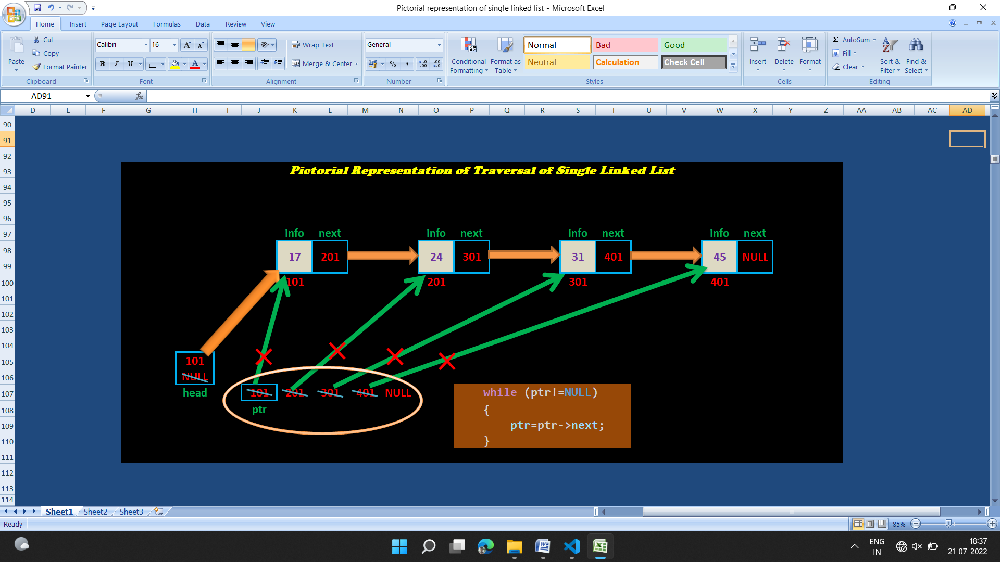 Pictorial representation of single linked list - Microsoft Excel
Home Insert Page Layout Formulas Data Review View
Paste
Cut
Copy
Format Painter
Clipboard
Calibri 16
B I U A
Font
Wrap Text
Merge & Center
Alignment
General
% ,
Number
Conditional Formatting
Format as Table
Normal Bad Good
Neutral Calculation Check Cell
Styles
Insert Delete Format
Cells
Σ AutoSum
Fill
Clear
Sort & Filter
Find & Select
Editing
AD91 fx
D E F G H I J K L M N O P Q R S T U V W X Y Z AA AB AC AD
90
91
92
93
94
95
96
97
98
99
100
101
102
103
104
105
106
107
108
109
110
111
112
113
114
Pictorial Representation of Traversal of Single Linked List
info next info next info next info next
17 201 24 301 31 401 45 NULL
101 201 301 401
101
NULL
head
101 201 301 401 NULL
ptr
while (ptr!=NULL)
{
ptr=ptr->next;
}
Sheet1 Sheet2 Sheet3
Ready 85%
ENG
IN
18:37
21-07-2022